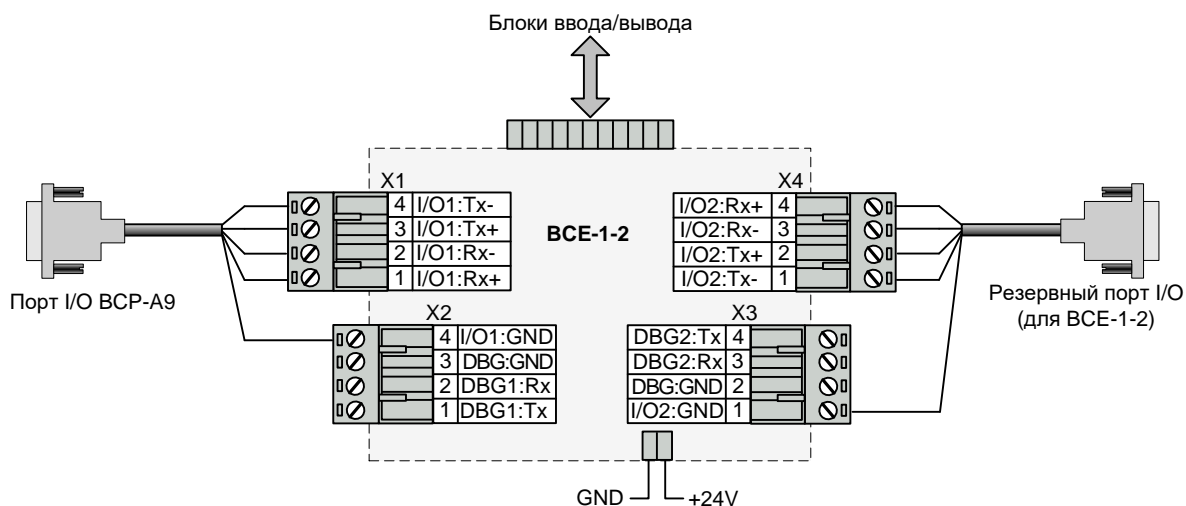 Блоки ввода/вывода
X1
4 I/O1:Tx-
3 I/O1:Tx+
2 I/O1:Rx-
1 I/O1:Rx+
BCE-1-2
X4
I/O2:Rx+ 4
I/O2:Rx- 3
I/O2:Tx+ 2
I/O2:Tx- 1
Порт I/O BCP-A9
Резервный порт I/O
(для BCE-1-2)
X2
4 I/O1:GND
3 DBG:GND
2 DBG1:Rx
1 DBG1:Tx
X3
DBG2:Tx 4
DBG2:Rx 3
DBG:GND 2
I/O2:GND 1
GND
+24V